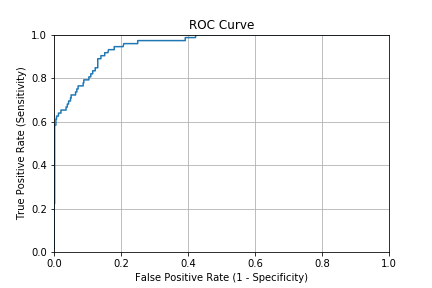 ROC Curve
1.0
0.8
0.6
0.4
0.2
0.0
True Positive Rate (Sensitivity)
0.0 0.2 0.4 0.6 0.8 1.0
False Positive Rate (1 - Specificity)